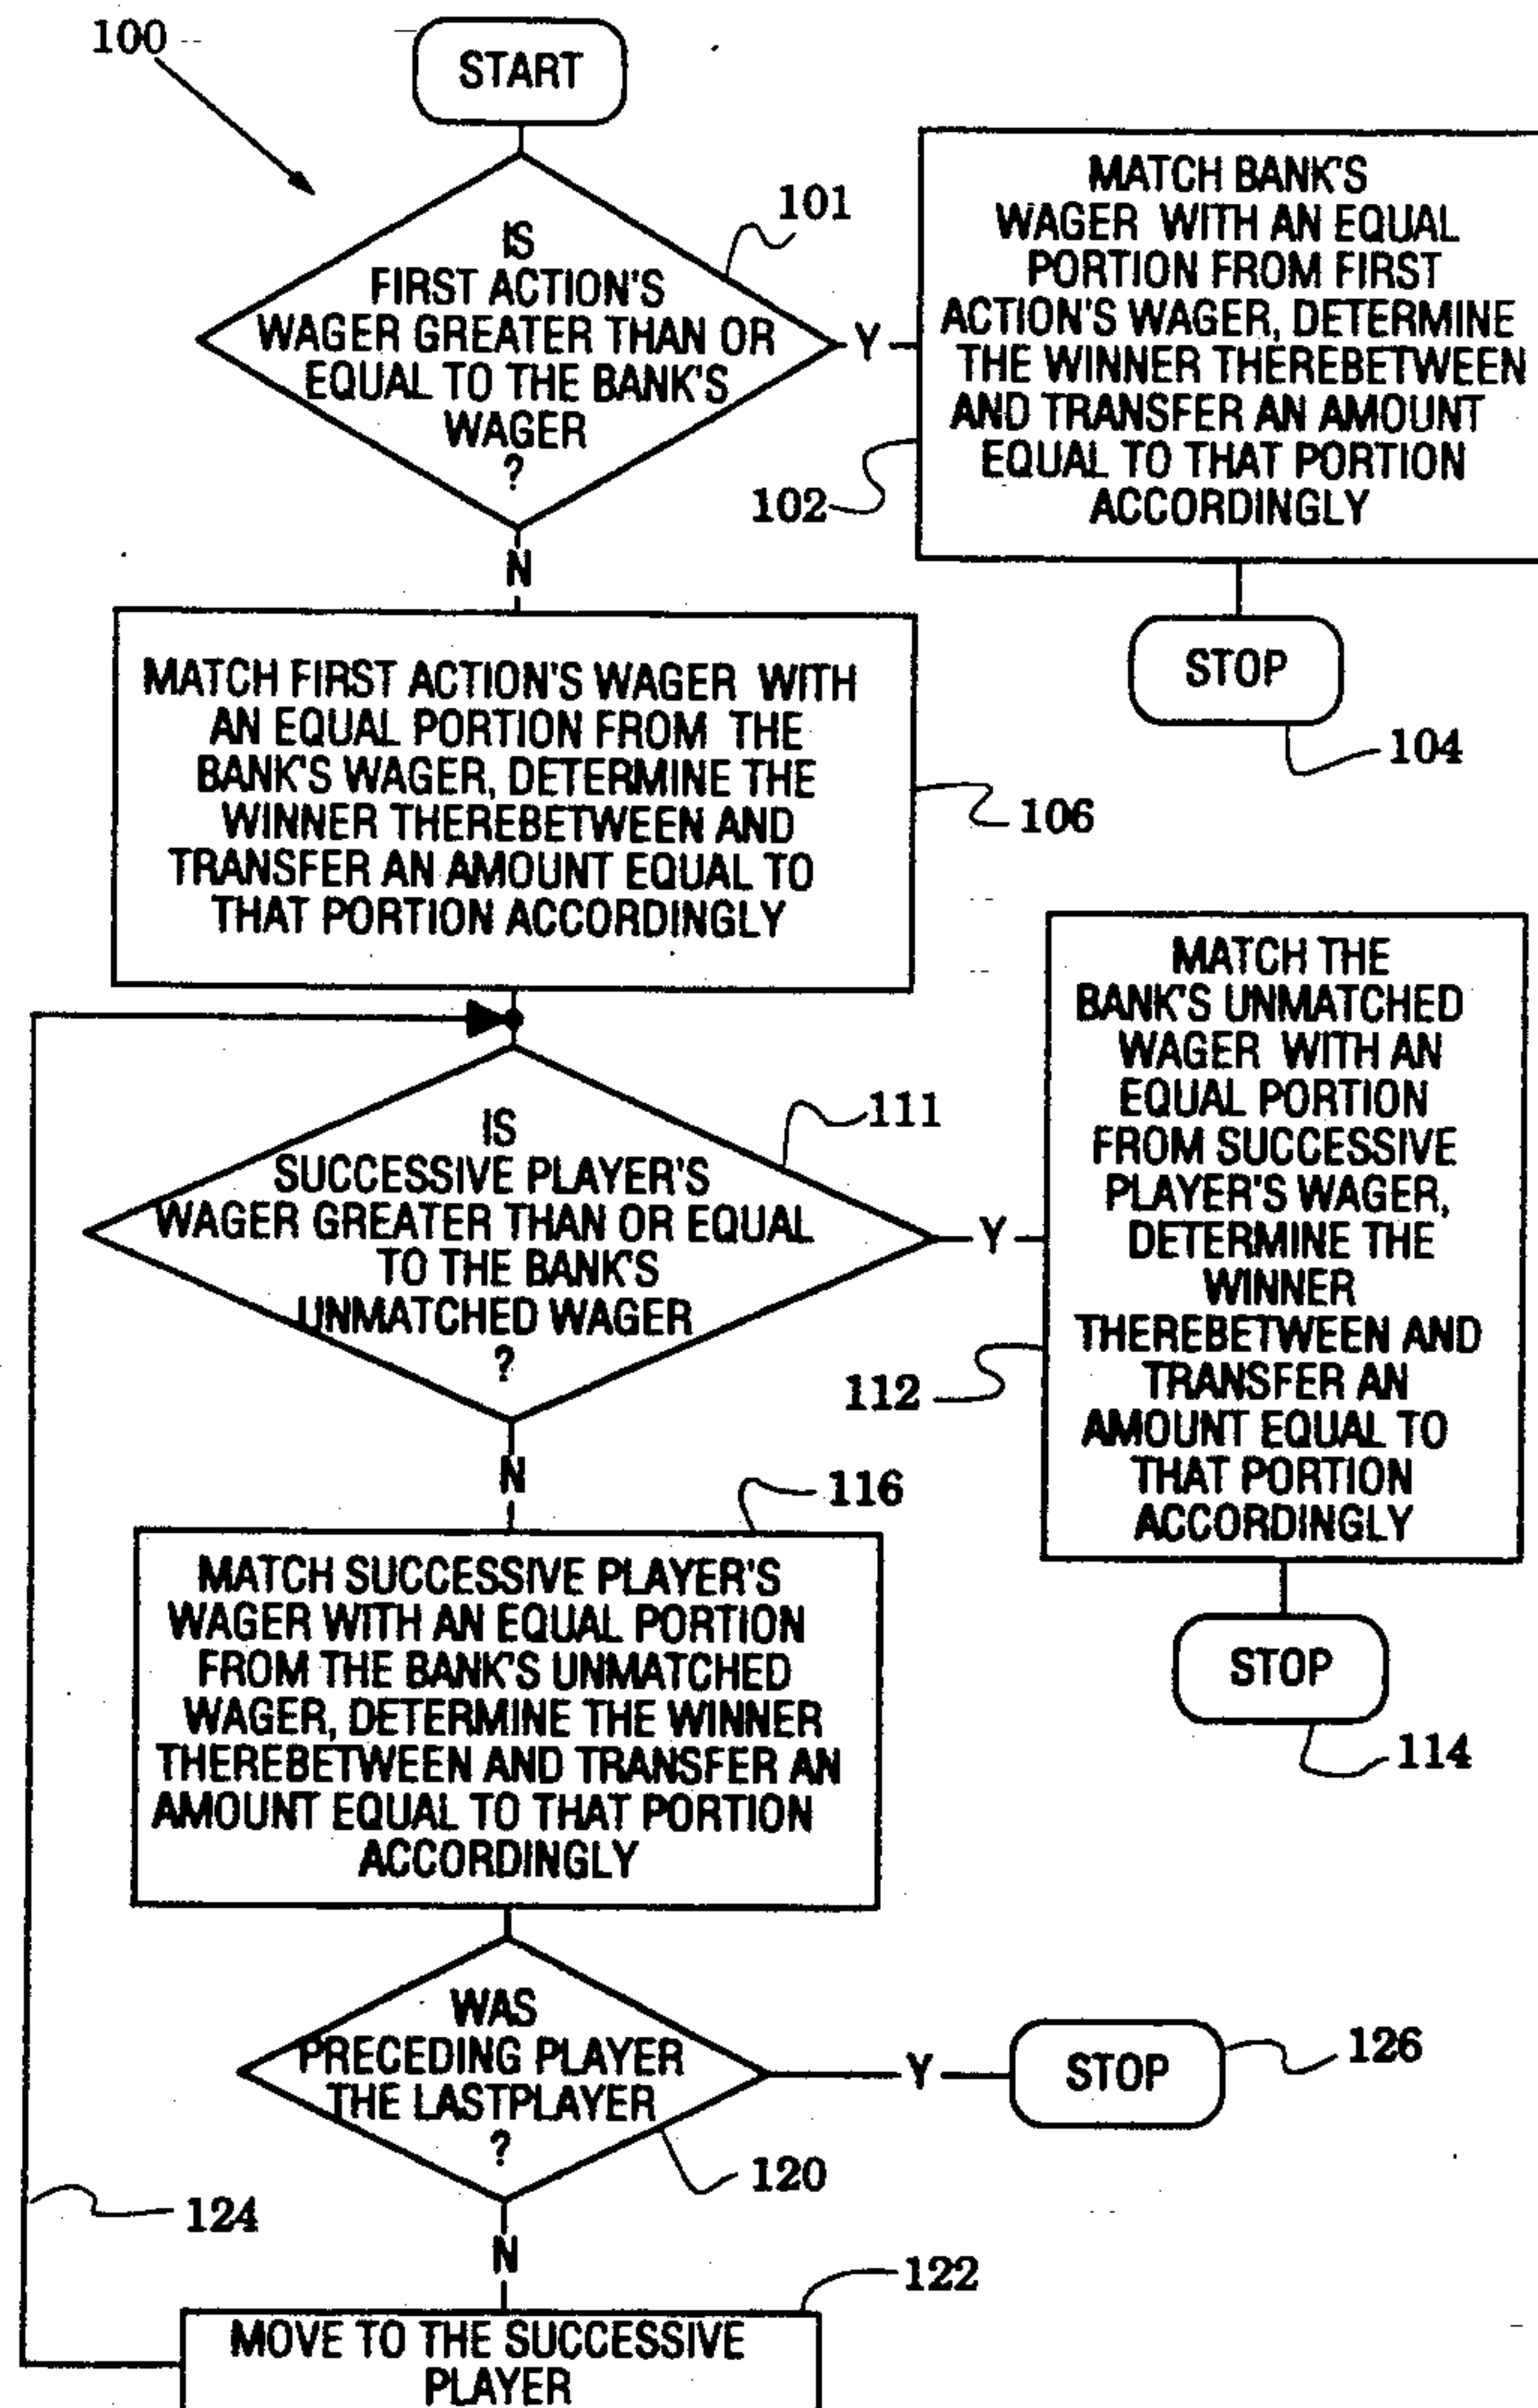 100
START
101
IS
FIRST ACTION'S
WAGER GREATER THAN OR
EQUAL TO THE BANK'S
WAGER
?
Y
MATCH BANK'S
WAGER WITH AN EQUAL
PORTION FROM FIRST
ACTION'S WAGER, DETERMINE
THE WINNER THEREBETWEEN
AND TRANSFER AN AMOUNT
EQUAL TO THAT PORTION
ACCORDINGLY
102
STOP
104
N
MATCH FIRST ACTION'S WAGER WITH
AN EQUAL PORTION FROM THE
BANK'S WAGER, DETERMINE THE
WINNER THEREBETWEEN AND
TRANSFER AN AMOUNT EQUAL TO
THAT PORTION ACCORDINGLY
106
IS
SUCCESSIVE PLAYER'S
WAGER GREATER THAN OR EQUAL
TO THE BANK'S
UNMATCHED WAGER
?
111
Y
MATCH THE
BANK'S UNMATCHED
WAGER WITH AN
EQUAL PORTION
FROM SUCCESSIVE
PLAYER'S WAGER,
DETERMINE THE
WINNER
THEREBETWEEN AND
TRANSFER AN
AMOUNT EQUAL TO
THAT PORTION
ACCORDINGLY
112
STOP
114
N
116
MATCH SUCCESSIVE PLAYER'S
WAGER WITH AN EQUAL PORTION
FROM THE BANK'S UNMATCHED
WAGER, DETERMINE THE WINNER
THEREBETWEEN AND TRANSFER AN
AMOUNT EQUAL TO THAT PORTION
ACCORDINGLY
WAS
PRECEDING PLAYER
THE LASTPLAYER
?
120
Y
STOP
126
N
124
122
MOVE TO THE SUCCESSIVE
PLAYER